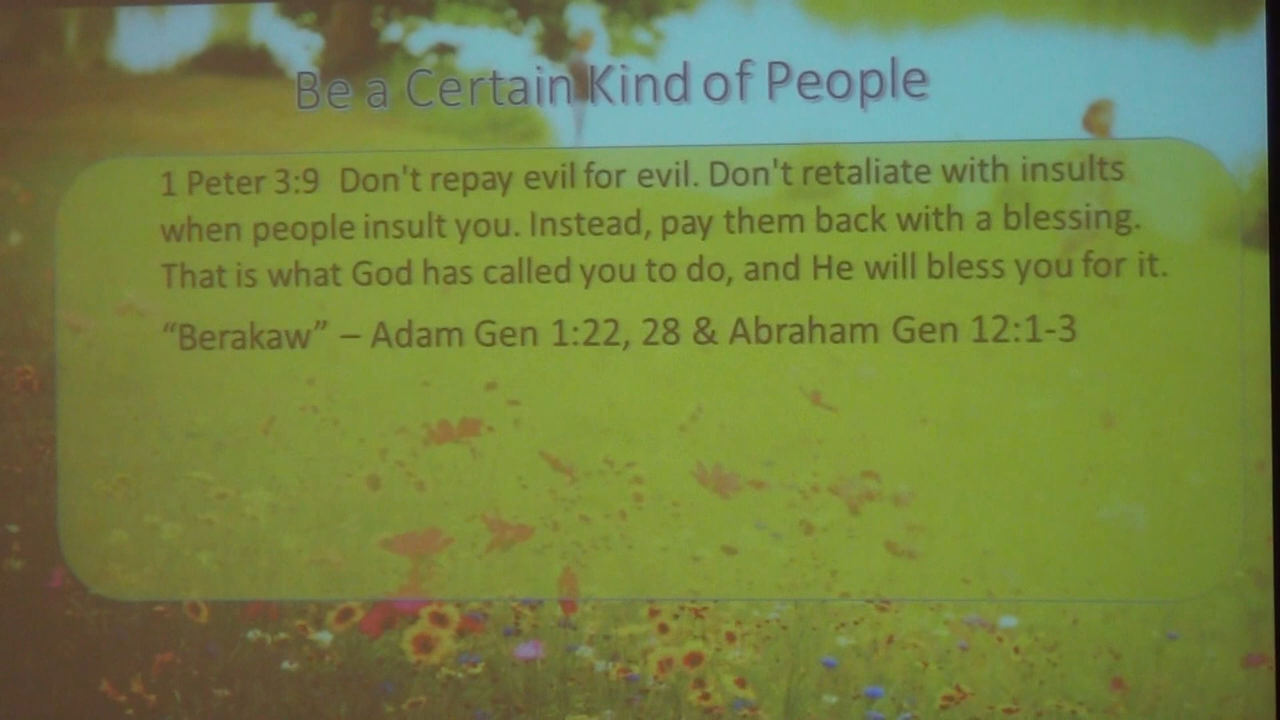 Be a Certain Kind of People
1 Peter 3:9  Don't repay evil for evil. Don't retaliate with insults
when people insult you. Instead, pay them back with a blessing.
That is what God has called you to do, and He will bless you for it.
“Berakaw” – Adam Gen 1:22, 28 & Abraham Gen 12:1-3